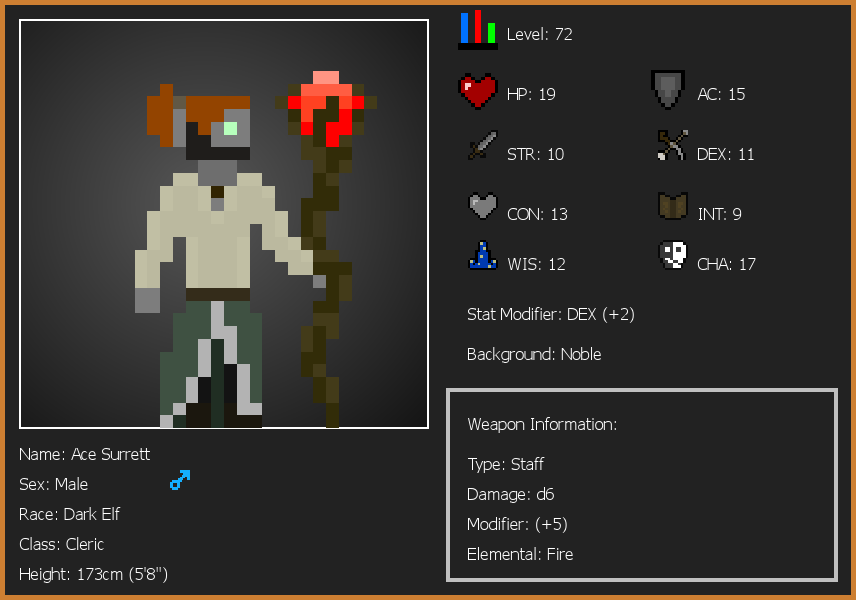 Level: 72
HP: 19
AC: 15
STR: 10
DEX: 11
CON: 13
INT: 9
WIS: 12
CHA: 17
Stat Modifier: DEX (+2)
Background: Noble
Weapon Information:
Type: Staff
Damage: d6
Modifier: (+5)
Elemental: Fire
Name: Ace Surrett
Sex: Male
Race: Dark Elf
Class: Cleric
Height: 173cm (5'8")